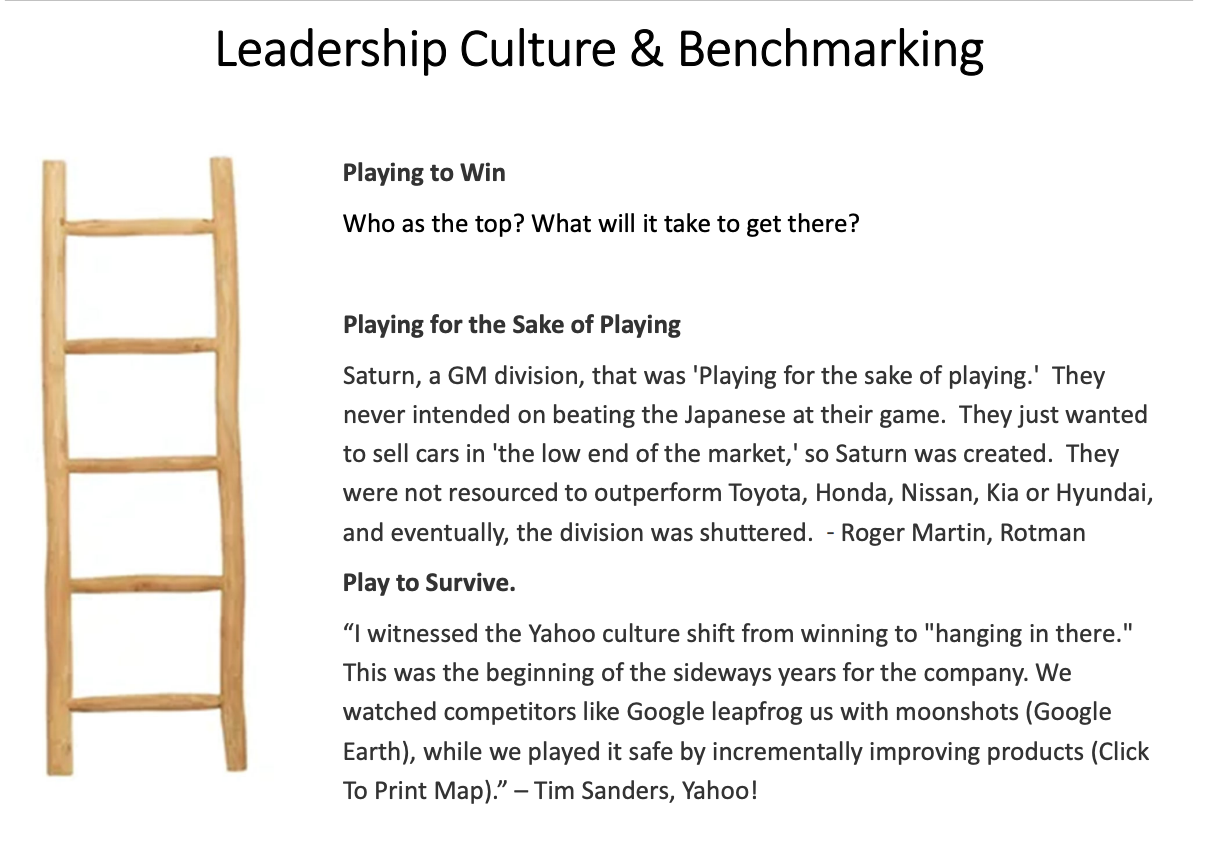 Leadership Culture & Benchmarking
Playing to Win
Who as the top? What will it take to get there?
Playing for the Sake of Playing
Saturn, a GM division, that was 'Playing for the sake of playing.'  They
never intended on beating the Japanese at their game.  They just wanted
to sell cars in 'the low end of the market,' so Saturn was created.  They
were not resourced to outperform Toyota, Honda, Nissan, Kia or Hyundai,
and eventually, the division was shuttered.  - Roger Martin, Rotman
Play to Survive.
“I witnessed the Yahoo culture shift from winning to "hanging in there."
This was the beginning of the sideways years for the company. We
watched competitors like Google leapfrog us with moonshots (Google
Earth), while we played it safe by incrementally improving products (Click
To Print Map).” – Tim Sanders, Yahoo!